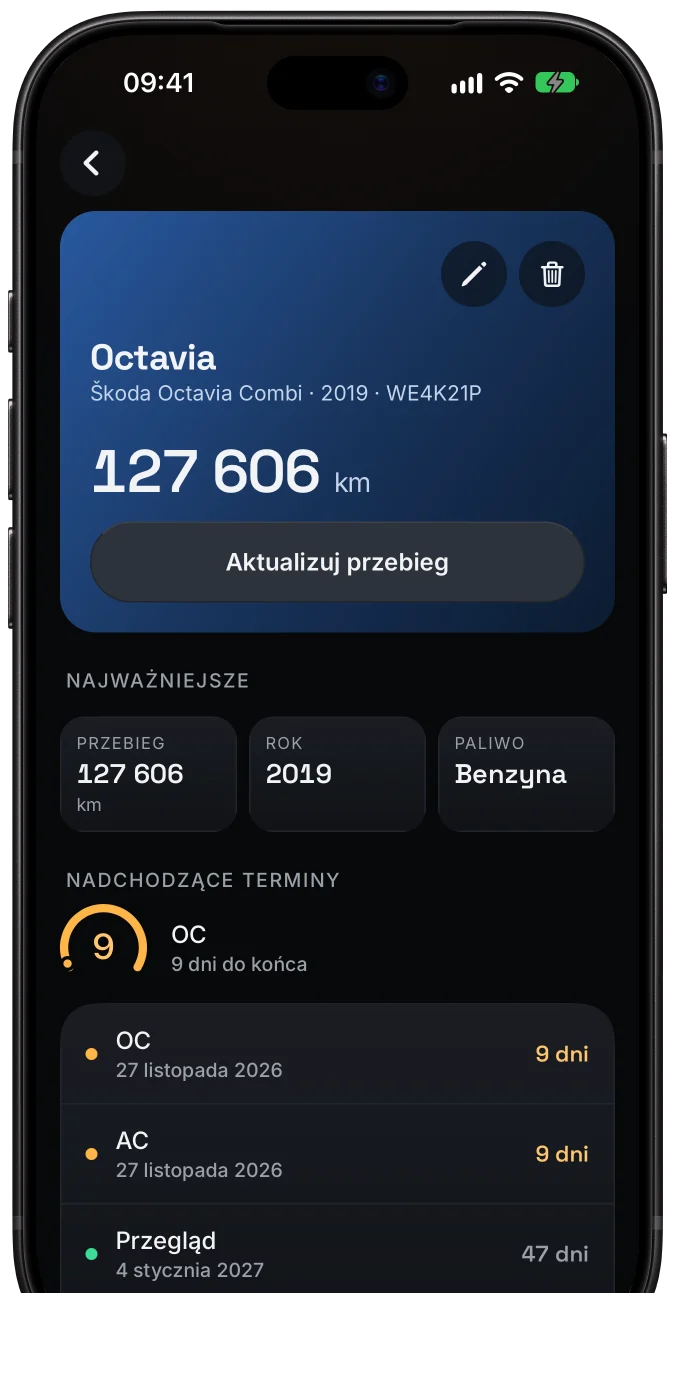 09:41
Octavia
Škoda Octavia Combi · 2019 · WE4K21P
127 606 km
Aktualizuj przebieg
NAJWAŻNIEJSZE
PRZEBIEG
127 606
km
ROK
2019
PALIWO
Benzyna
NADCHODZĄCE TERMINY
9
OC
9 dni do końca
OC
27 listopada 2026
9 dni
AC
27 listopada 2026
9 dni
Przegląd
4 stycznia 2027
47 dni